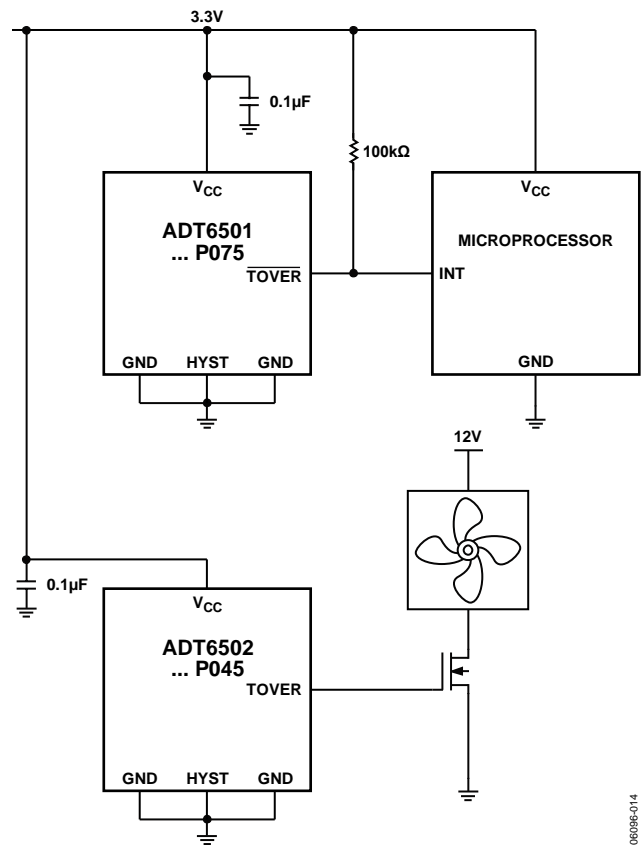 3.3V
0.1µF
100kΩ
VCC
ADT6501
... P075
TOVER
GND HYST GND
VCC
MICROPROCESSOR
INT
GND
12V
0.1µF
VCC
ADT6502
... P045
TOVER
GND HYST GND
06096-014